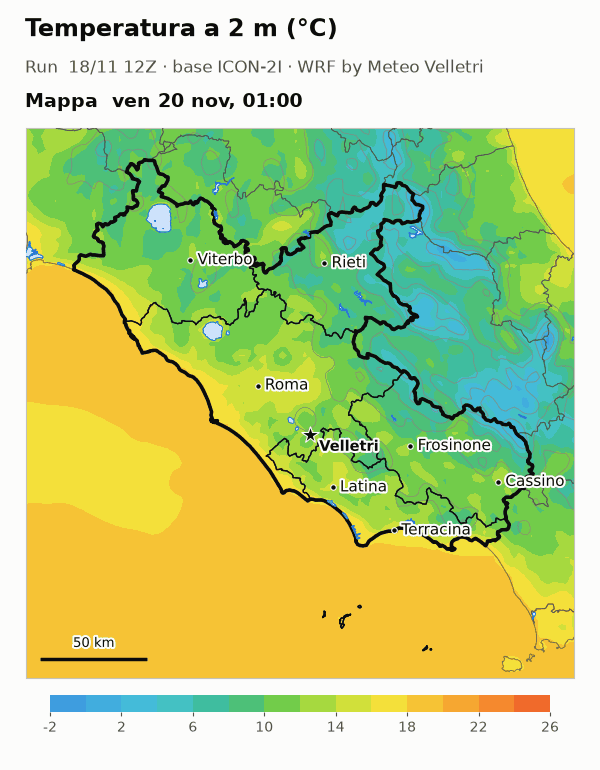 Temperatura a 2 m (°C)
Run  18/11 12Z · base ICON-2I · WRF by Meteo Velletri
Mappa  ven 20 nov, 01:00
Viterbo
Rieti
Roma
Velletri
Frosinone
Cassino
Latina
Terracina
50 km
-2 2 6 10 14 18 22 26